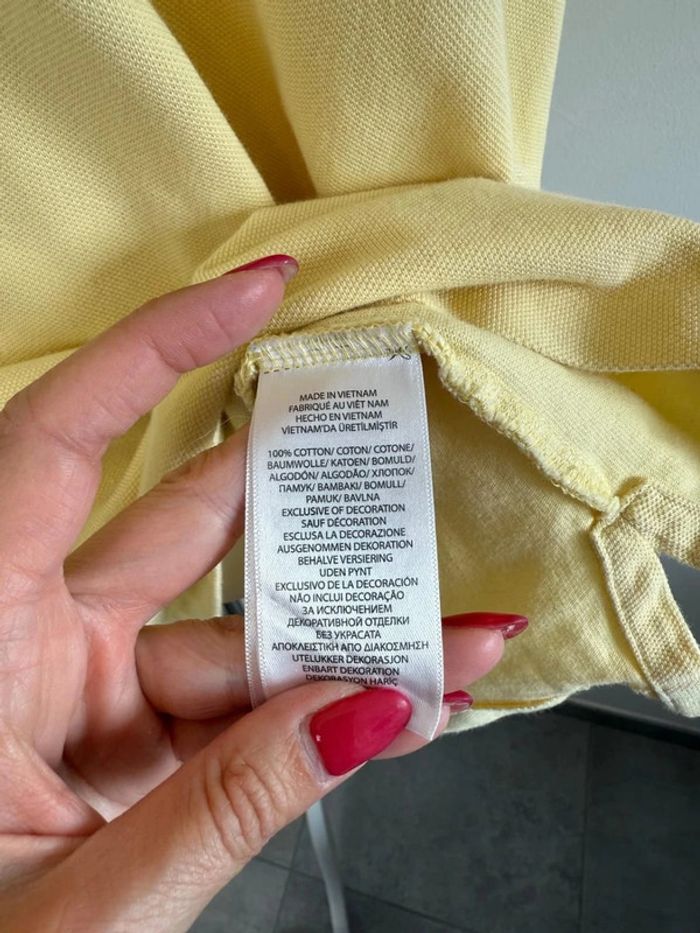 MADE IN VIETNAM
FABRIQUÉ AU VIÊT NAM
HECHO EN VIETNAM
VİETNAM'DA ÜRETİLMİŞTİR
100% COTTON/ COTON/ COTONE/
BAUMWOLLE/ KATOEN/ BOMULD/
ALGODÓN/ ALGODÃO/ ХЛОПОК/
ПАМУК/ ΒΑΜΒΑΚΙ/ BOMULL/
PAMUK/ BAVLNA
EXCLUSIVE OF DECORATION
SAUF DÉCORATION
ESCLUSA LA DECORAZIONE
AUSGENOMMEN DEKORATION
BEHALVE VERSIERING
UDEN PYNT
EXCLUSIVO DE LA DECORACIÓN
NÃO INCLUI DECORAÇÃO
ЗА ИСКЛЮЧЕНИЕМ
ДЕКОРАТИВНОЙ ОТДЕЛКИ
БЕЗ УКРАСАТА
ΑΠΟΚΛΕΙΣΤΙΚΗ ΑΠΟ ΔΙΑΚΟΣΜΗΣΗ
UTELUKKER DEKORASJON
ENBART DEKORATION
DEKORASYON HARİÇ